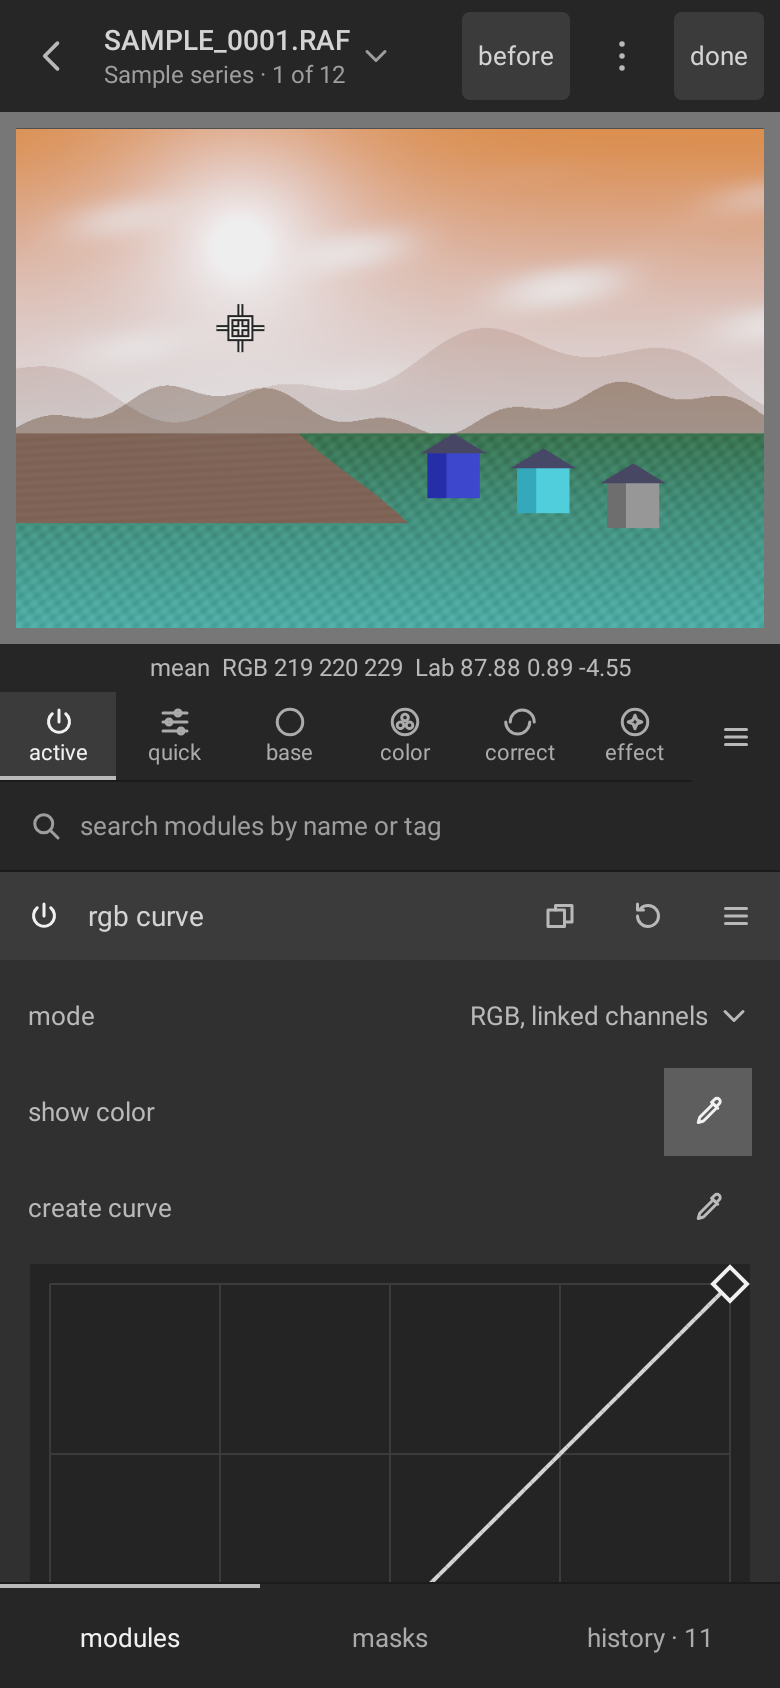 SAMPLE_0001.RAF
Sample series · 1 of 12
before
done
mean RGB 219 220 229 Lab 87.88 0.89 -4.55
active
quick
base
color
correct
effect
search modules by name or tag
rgb curve
mode
RGB, linked channels
show color
create curve
modules
masks
history · 11